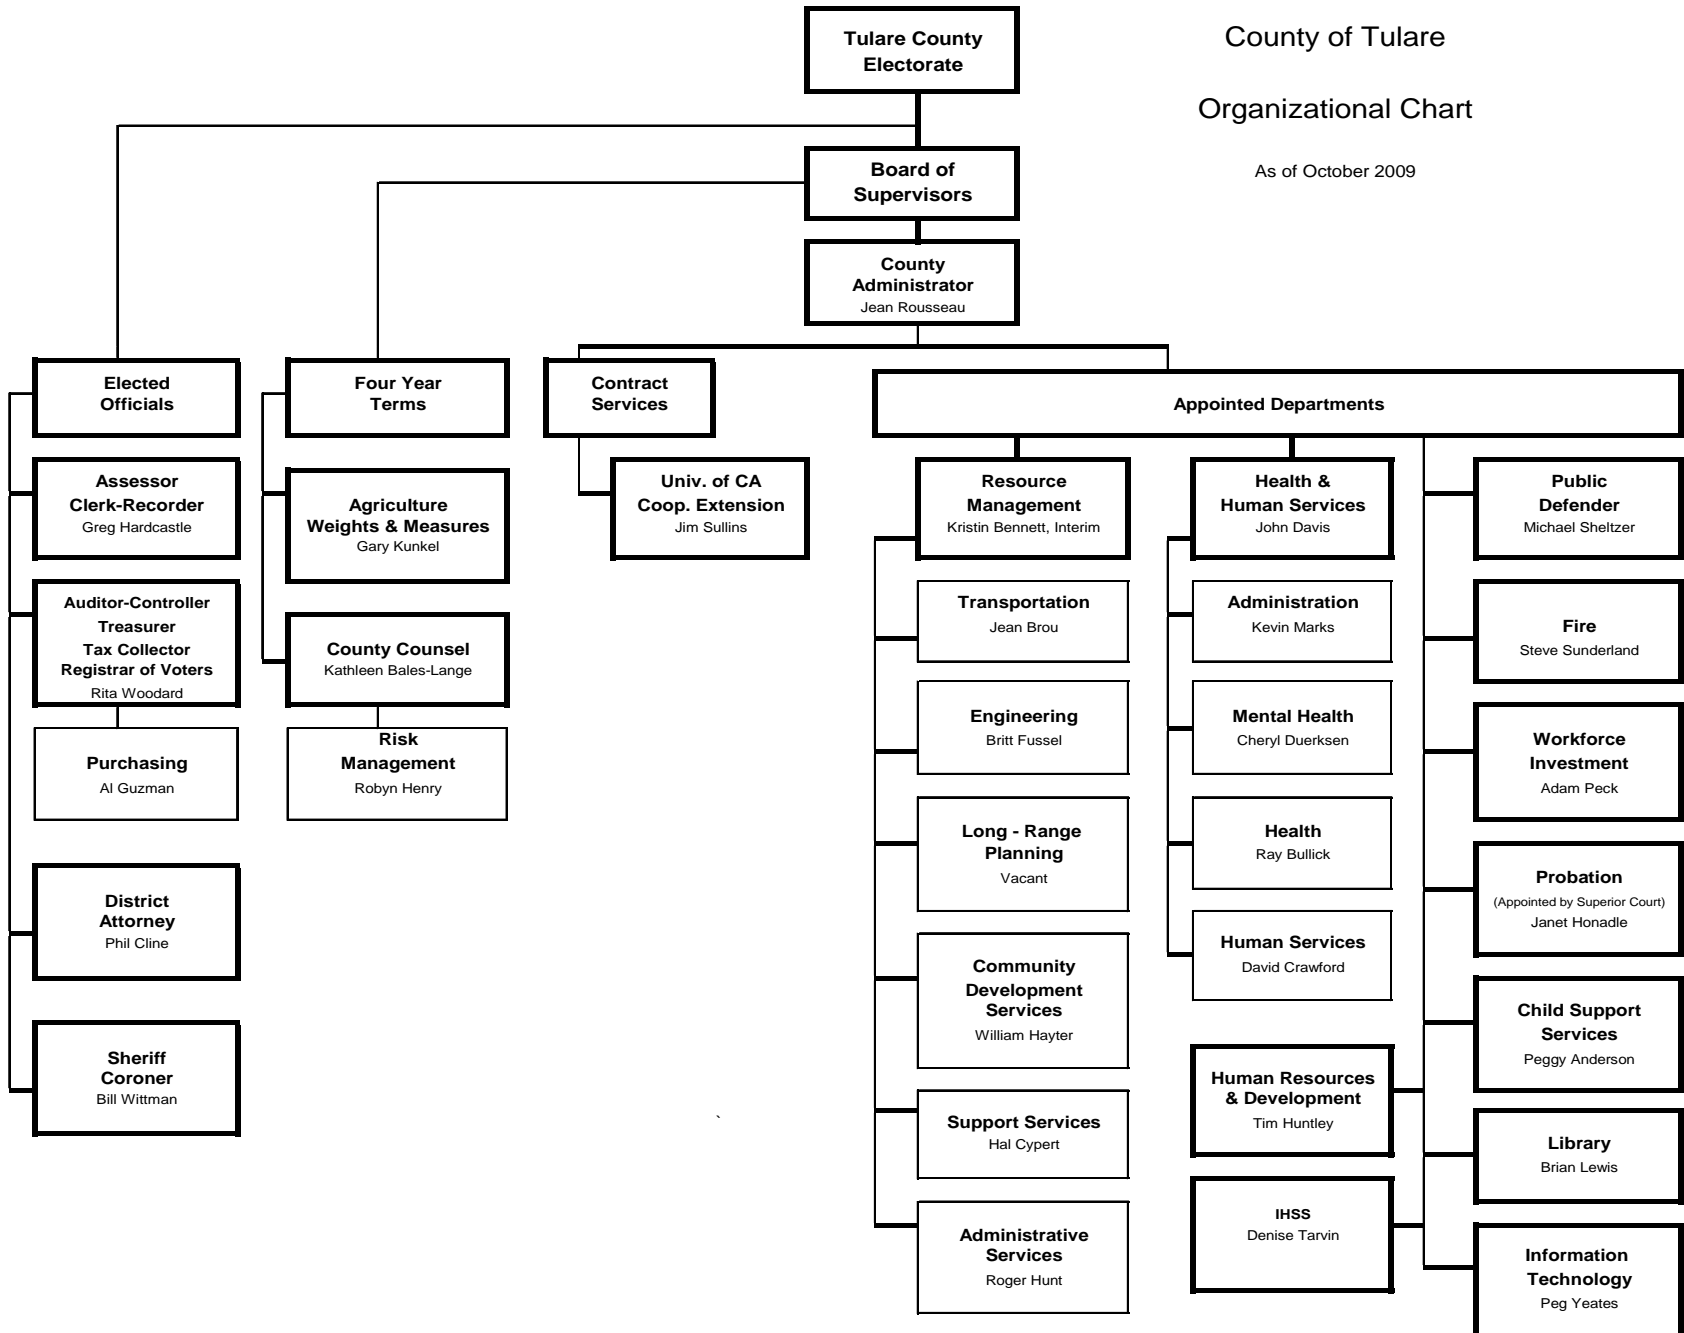 County of Tulare
Organizational Chart
As of October 2009
Tulare County
Electorate
Board of
Supervisors
County
Administrator
Jean Rousseau
Elected
Officials
Assessor
Clerk-Recorder
Greg Hardcastle
Auditor-Controller
Treasurer
Tax Collector
Registrar of Voters
Rita Woodard
Purchasing
Al Guzman
District
Attorney
Phil Cline
Sheriff
Coroner
Bill Wittman
Four Year
Terms
Agriculture
Weights & Measures
Gary Kunkel
County Counsel
Kathleen Bales-Lange
Risk
Management
Robyn Henry
Contract
Services
Univ. of CA
Coop. Extension
Jim Sullins
Appointed Departments
Resource
Management
Kristin Bennett, Interim
Transportation
Jean Brou
Engineering
Britt Fussel
Long - Range
Planning
Vacant
Community
Development
Services
William Hayter
Support Services
Hal Cypert
Administrative
Services
Roger Hunt
Health &
Human Services
John Davis
Administration
Kevin Marks
Mental Health
Cheryl Duerksen
Health
Ray Bullick
Human Services
David Crawford
Human Resources
& Development
Tim Huntley
IHSS
Denise Tarvin
Public
Defender
Michael Sheltzer
Fire
Steve Sunderland
Workforce
Investment
Adam Peck
Probation
(Appointed by Superior Court)
Janet Honadle
Child Support
Services
Peggy Anderson
Library
Brian Lewis
Information
Technology
Peg Yeates
`